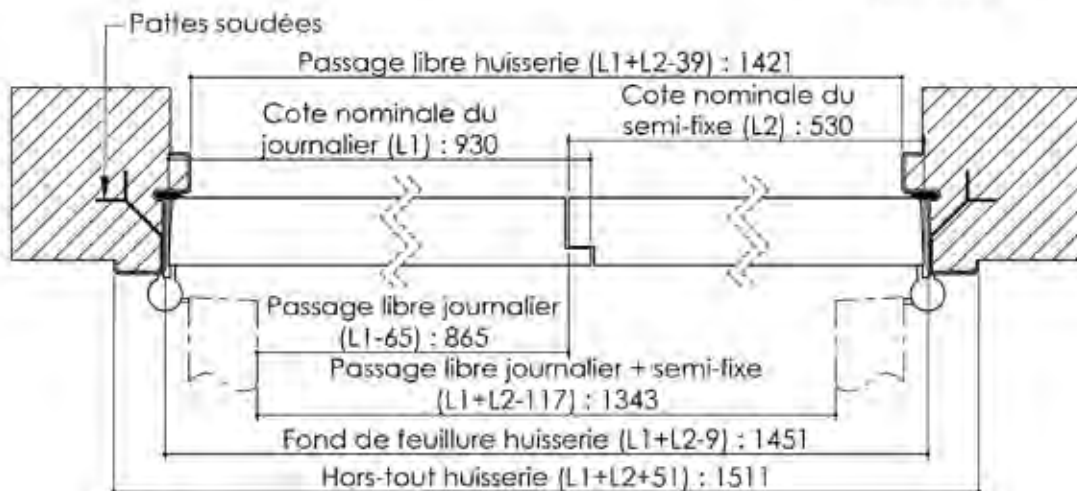 Pattes soudées
Passage libre huisserie (L1+L2-39) : 1421
Cote nominale du
journalier (L1) : 930
Cote nominale du
semi-fixe (L2) : 530
Passage libre journalier
(L1-65) : 865
Passage libre journalier + semi-fixe
(L1+L2-117) : 1343
Fond de feuillure huisserie (L1+L2-9) : 1451
Hors-tout huisserie (L1+L2+51) : 1511